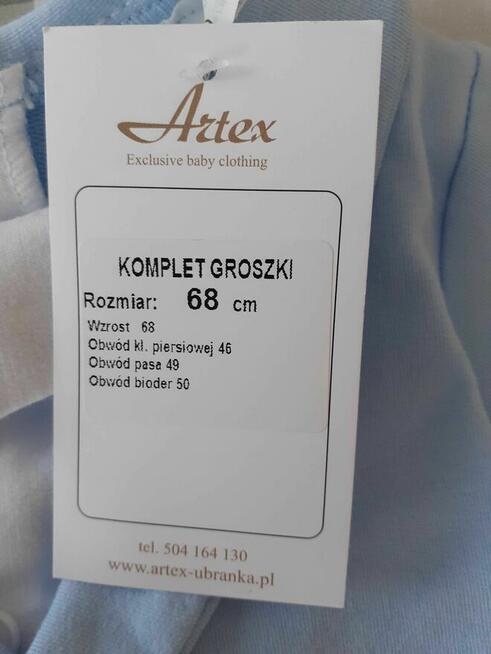 Artex
Exclusive baby clothing
KOMPLET GROSZKI
Rozmiar: 68 cm
Wzrost 68
Obwód kł. piersiowej 46
Obwód pasa 49
Obwód bioder 50
tel. 504 164 130
www.artex-ubranka.pl